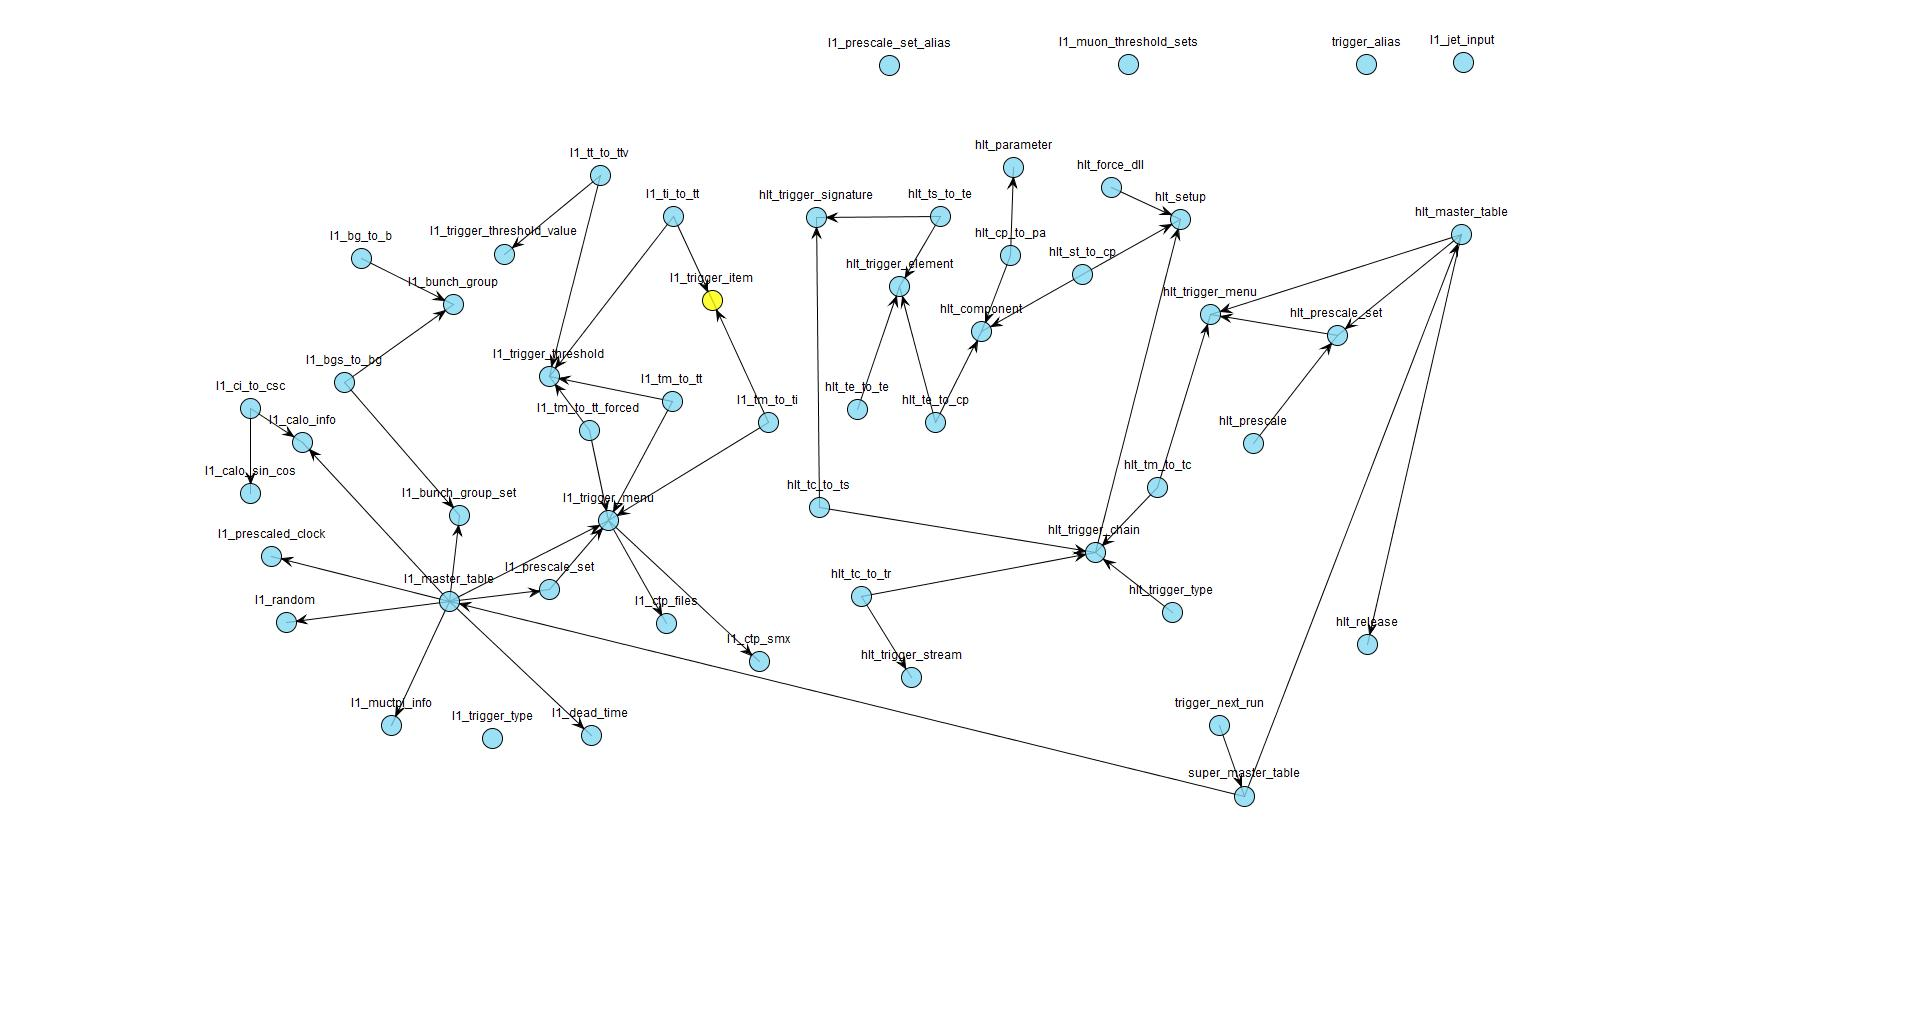 l1_prescale_set_alias
l1_muon_threshold_sets
trigger_alias
l1_jet_input
l1_tt_to_ttv
hlt_parameter
hlt_force_dll
l1_ti_to_tt
hlt_trigger_signature
hlt_ts_to_te
hlt_setup
hlt_master_table
l1_bg_to_b
l1_trigger_threshold_value
hlt_cp_to_pa
hlt_st_to_cp
l1_bunch_group
l1_trigger_item
hlt_trigger_element
hlt_trigger_menu
hlt_component
hlt_prescale_set
l1_bgs_to_bg
l1_trigger_threshold
l1_ci_to_csc
l1_tm_to_tt
hlt_te_to_te
l1_tm_to_ti
hlt_te_to_cp
l1_calo_info
l1_tm_to_tt_forced
hlt_prescale
l1_calo_sin_cos
hlt_tm_to_tc
l1_bunch_group_set
l1_trigger_menu
hlt_tc_to_ts
l1_prescaled_clock
hlt_trigger_chain
l1_master_table
l1_prescale_set
hlt_tc_to_tr
l1_random
l1_ctp_files
hlt_trigger_type
hlt_release
l1_ctp_smx
hlt_trigger_stream
l1_muctpi_info
l1_trigger_type
l1_dead_time
trigger_next_run
super_master_table